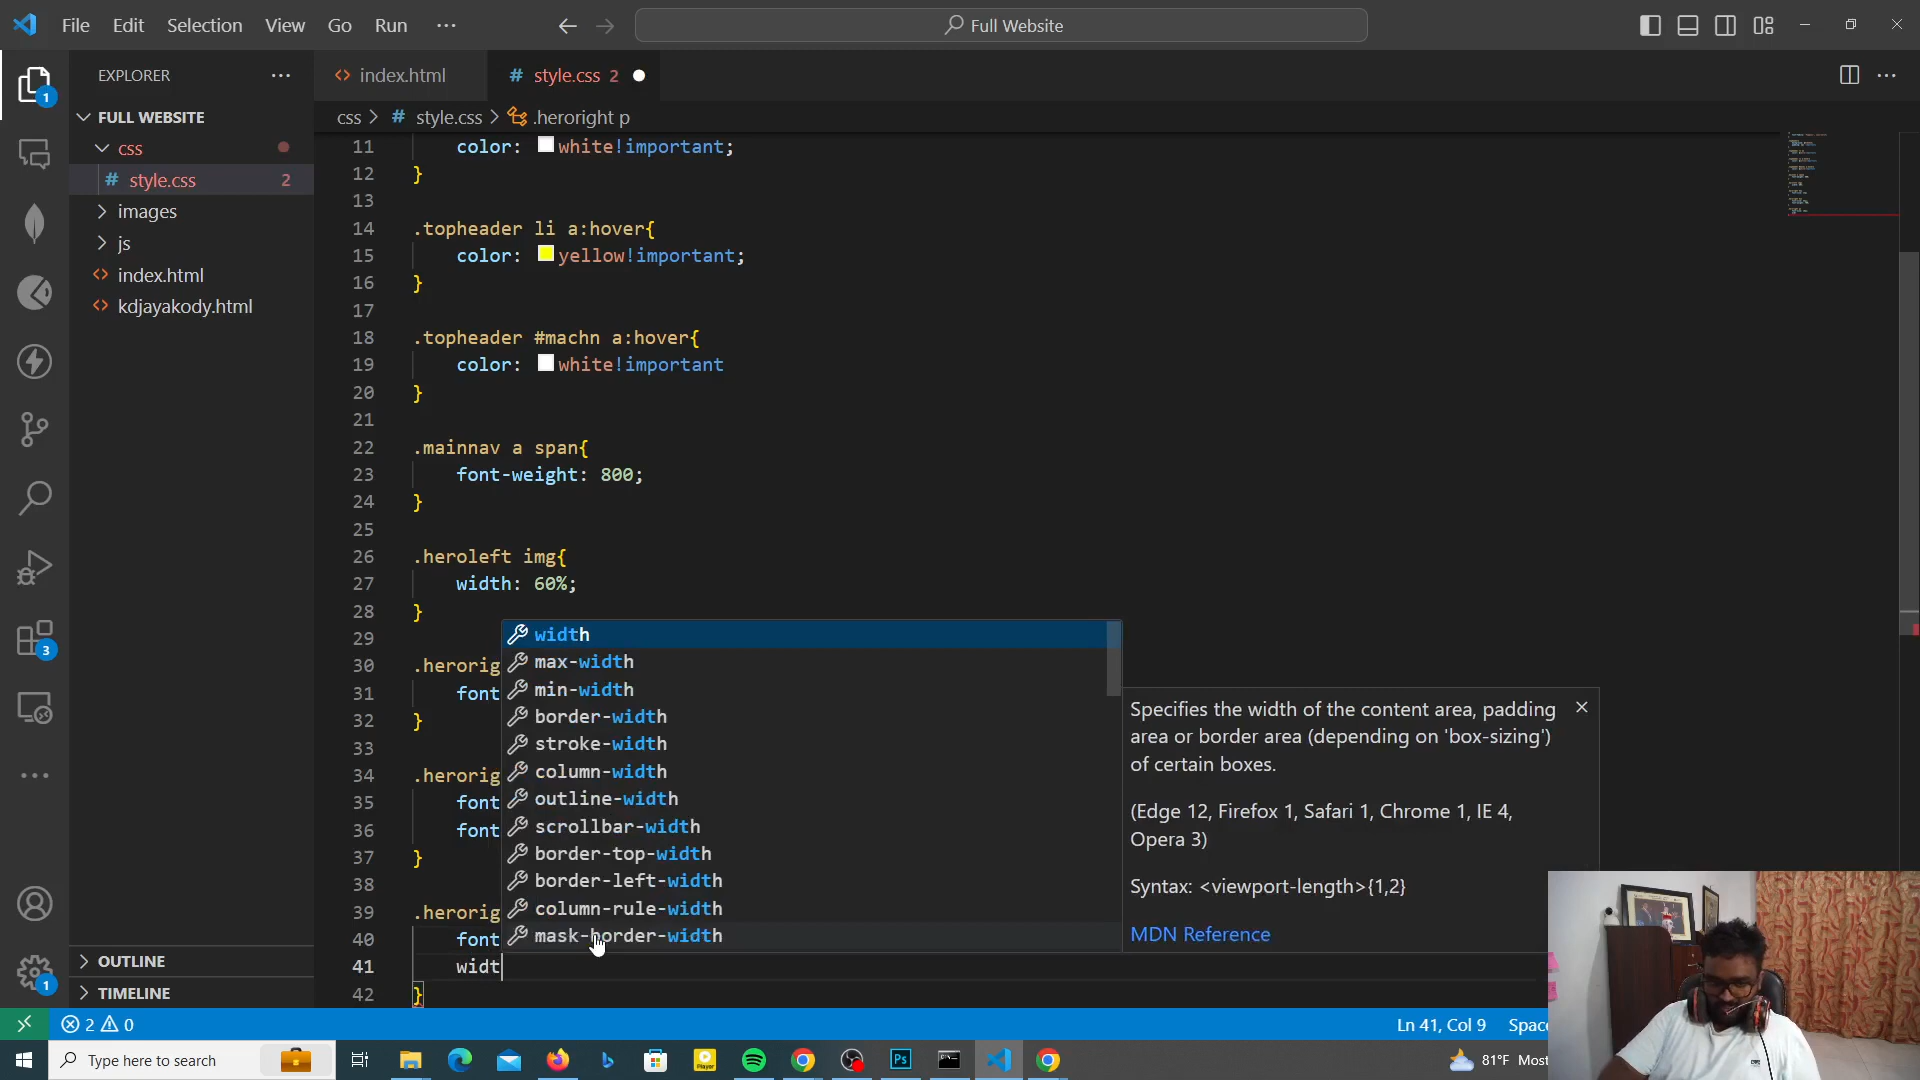 File Edit Selection View Go Run ···
Full Website
EXPLORER ···
index.html
# style.css 2
css > # style.css > .heroright p
FULL WEBSITE
css
# style.css 2
images
js
index.html
kdjayakody.html
OUTLINE
TIMELINE
1
3
1
11 color: white!important;
12 }
13
14 .topheader li a:hover{
15 color: yellow!important;
16 }
17
18 .topheader #machn a:hover{
19 color: white!important
20 }
21
22 .mainnav a span{
23 font-weight: 800;
24 }
25
26 .heroleft img{
27 width: 60%;
28 }
29
30 .herorig
31 font
32 }
33
34 .herorig
35 font
36 font
37 }
38
39 .herorig
40 font
41 widt
42 }
width
max-width
min-width
border-width
stroke-width
column-width
outline-width
scrollbar-width
border-top-width
border-left-width
column-rule-width
mask-border-width
Specifies the width of the content area, padding
area or border area (depending on 'box-sizing')
of certain boxes.
(Edge 12, Firefox 1, Safari 1, Chrome 1, IE 4,
Opera 3)
Syntax: <viewport-length>{1,2}
MDN Reference
2 0
Ln 41, Col 9 Space
Type here to search
Ps
Player
81°F Most